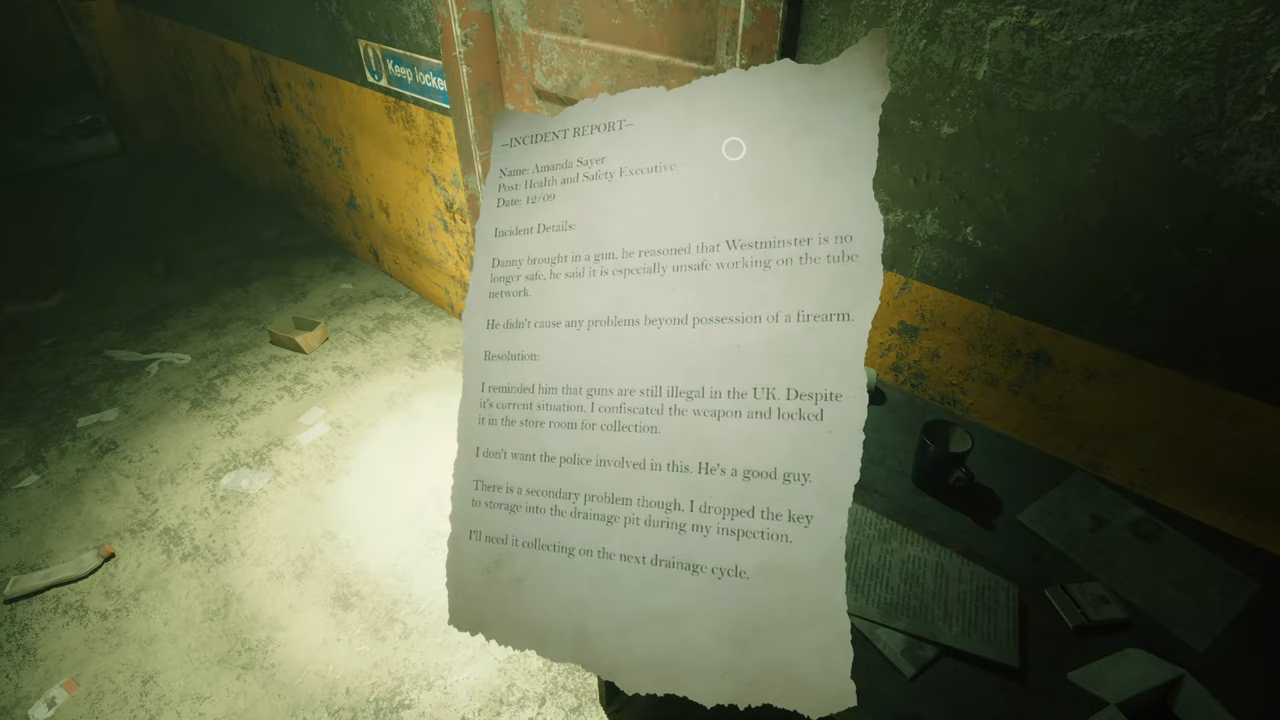 Keep locke
--INCIDENT REPORT--
Name: Amanda Sayer
Post: Health and Safety Executive
Date: 12/09
Incident Details:
Danny brought in a gun, he reasoned that Westminster is no
longer safe, he said it is especially unsafe working on the tube
network.
He didn't cause any problems beyond possession of a firearm.
Resolution:
I reminded him that guns are still illegal in the UK. Despite
it's current situation. I confiscated the weapon and locked
it in the store room for collection.
I don't want the police involved in this. He's a good guy.
There is a secondary problem though, I dropped the key
to storage into the drainage pit during my inspection.
I'll need it collecting on the next drainage cycle.